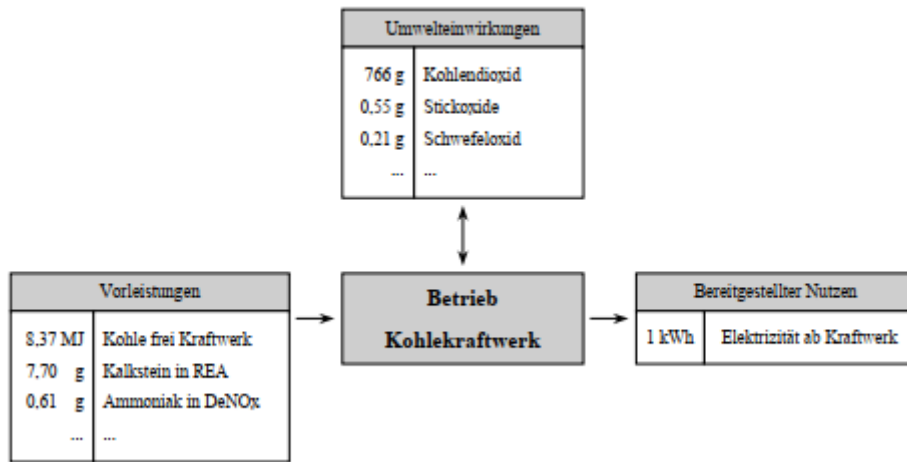 Umwelteinwirkungen
766 g Kohlendioxid
0,55 g Stickoxide
0,21 g Schwefeloxid
... ...
Vorleistungen
8,37 MJ Kohle frei Kraftwerk
7,70 g Kalkstein in REA
0,61 g Ammoniak in DeNOx
... ...
Betrieb
Kohlekraftwerk
Bereitgestellter Nutzen
1 kWh Elektrizität ab Kraftwerk